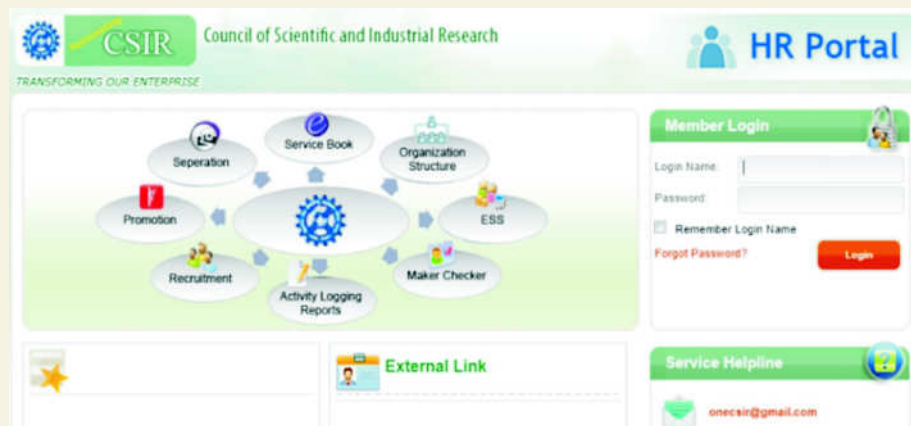 CSIR
Council of Scientific and Industrial Research
HR Portal
TRANSFORMING OUR ENTERPRISE
Seperation
Service Book
Organization
Structure
Promotion
ESS
Recruitment
Activity Logging
Reports
Maker Checker
Member Login
Login Name:
Password:
Remember Login Name
Forgot Password?
Login
External Link
Service Helpline
onecsir@gmail.com